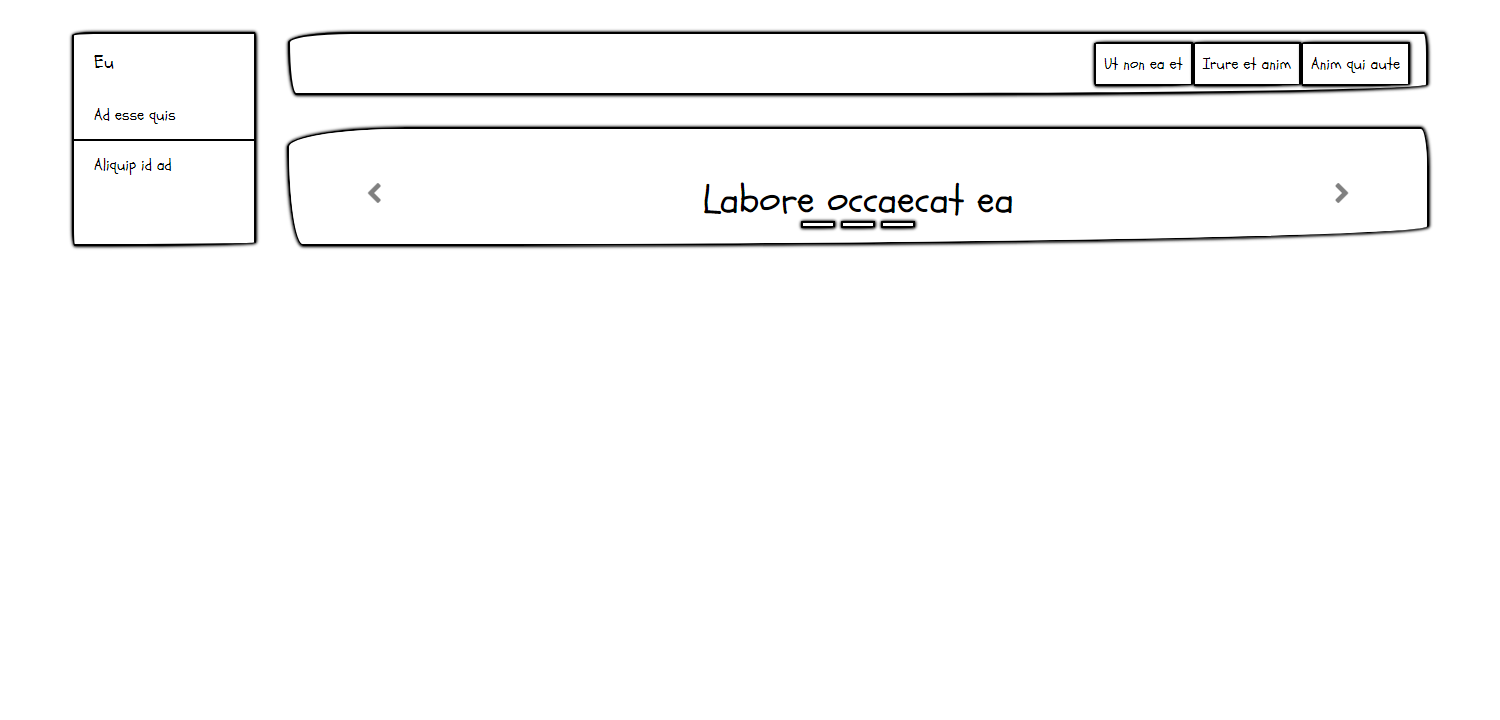 Eu
Ad esse quis
Aliquip id ad
Ut non ea et
Irure et anim
Anim qui aute
Labore occaecat ea